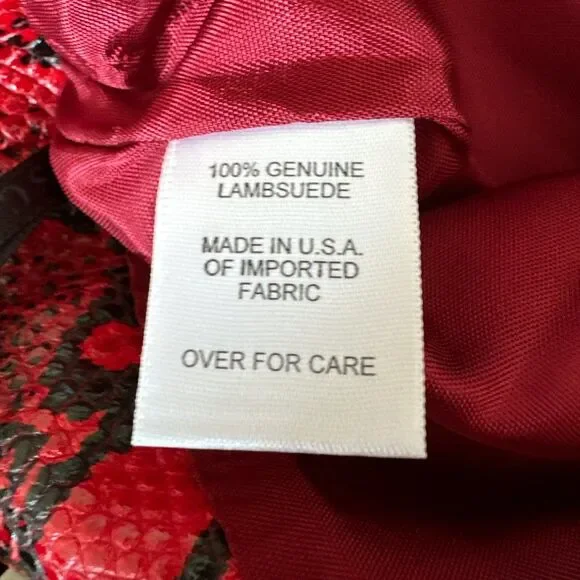 100% GENUINE
LAMBSUEDE
MADE IN U.S.A.
OF IMPORTED
FABRIC
OVER FOR CARE